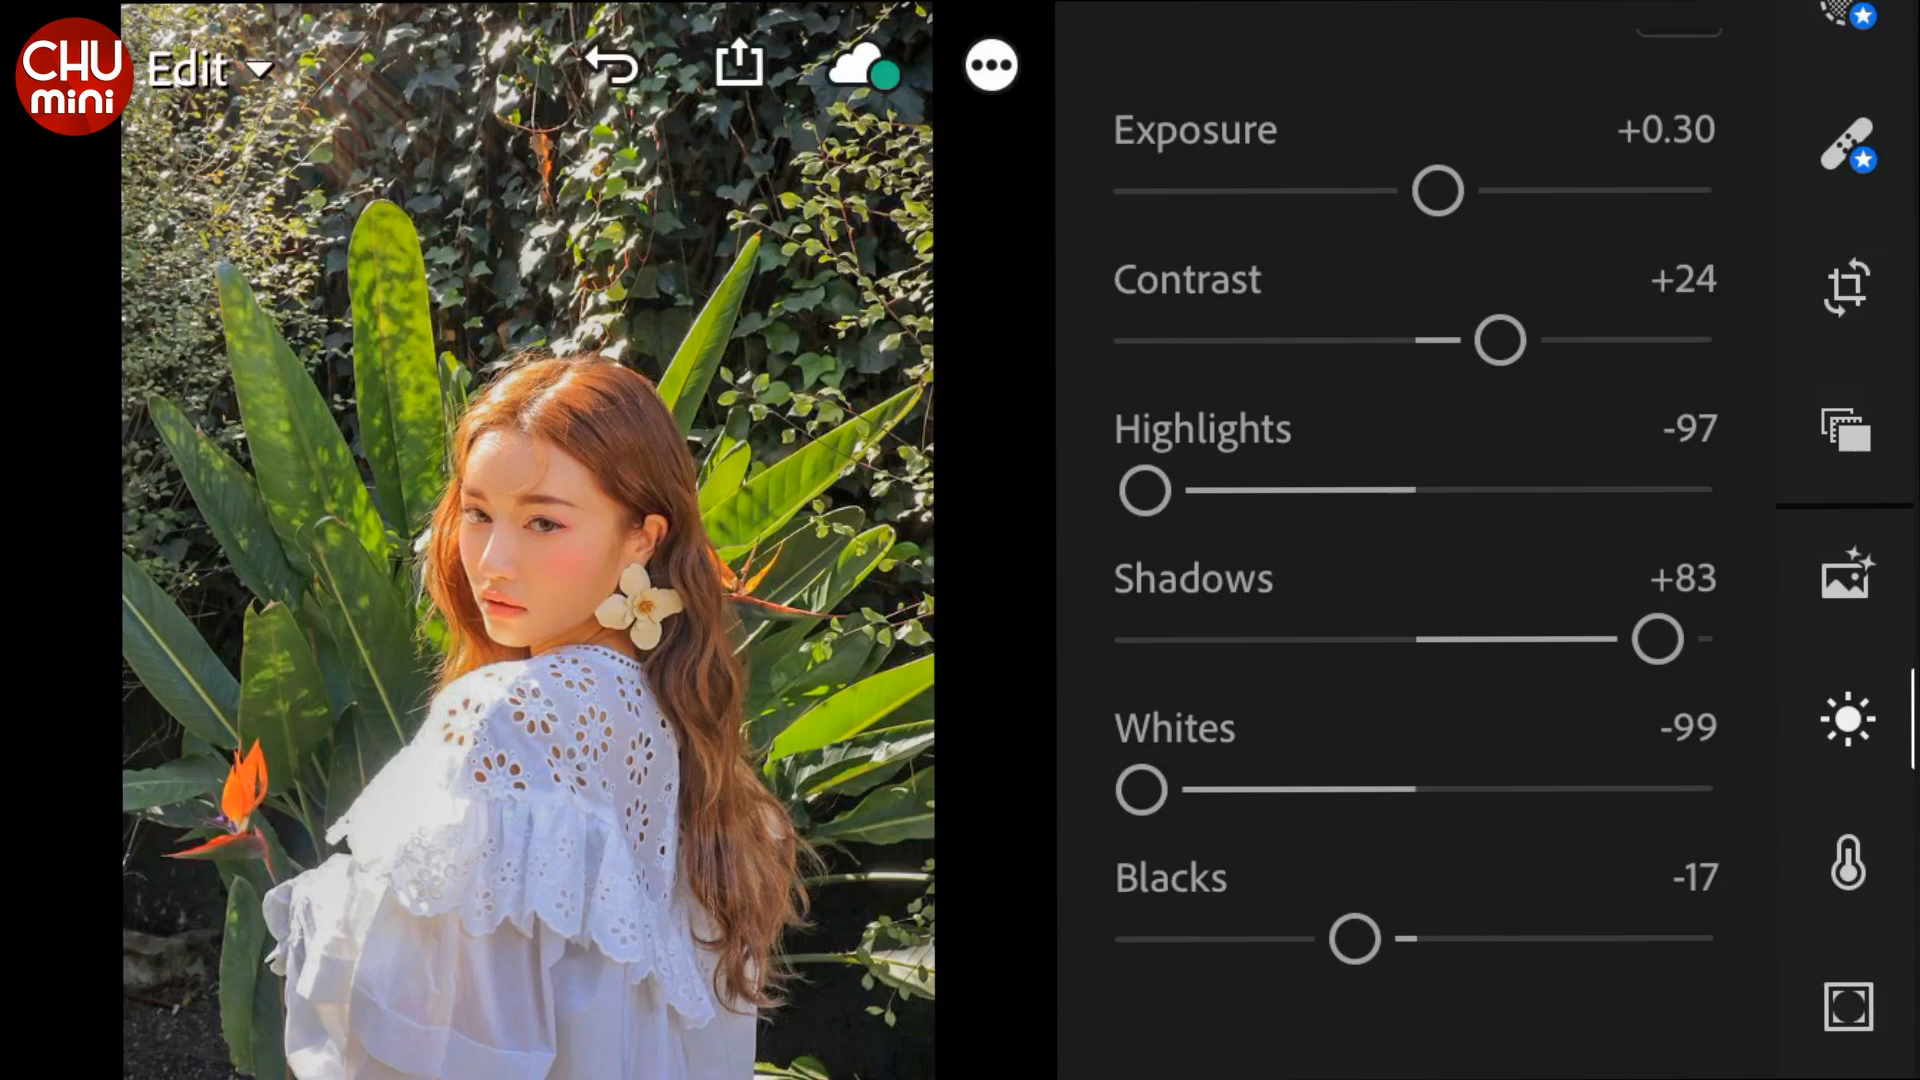 CHU
mini
Edit
Exposure +0.30
Contrast +24
Highlights -97
Shadows +83
Whites -99
Blacks -17